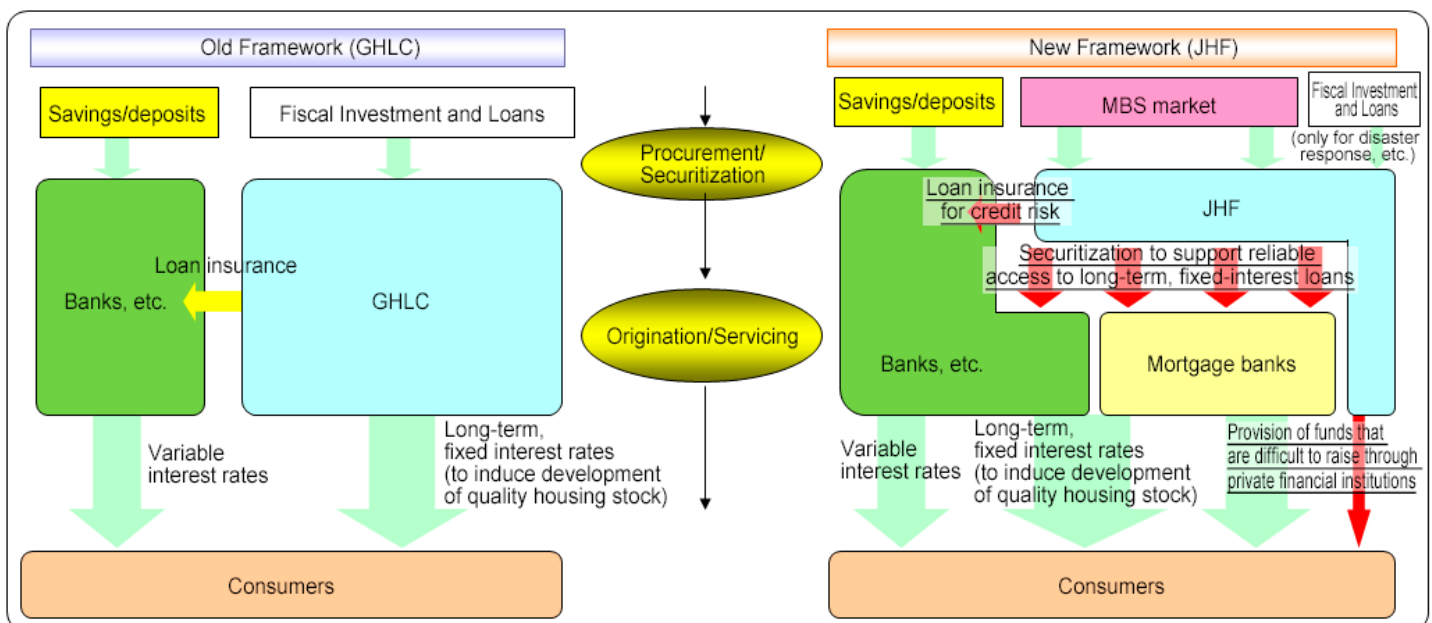 Old Framework (GHLC)
Savings/deposits
Fiscal Investment and Loans
Loan insurance
Banks, etc.
GHLC
Variable
interest rates
Long-term,
fixed interest rates
(to induce development
of quality housing stock)
Consumers
Procurement/
Securitization
Origination/Servicing
New Framework (JHF)
Savings/deposits
MBS market
Fiscal Investment
and Loans
(only for disaster
response, etc.)
Loan insurance
for credit risk
JHF
Securitization to support reliable
access to long-term, fixed-interest loans
Banks, etc.
Mortgage banks
Variable
interest rates
Long-term,
fixed interest rates
(to induce development
of quality housing stock)
Provision of funds that
are difficult to raise through
private financial institutions
Consumers